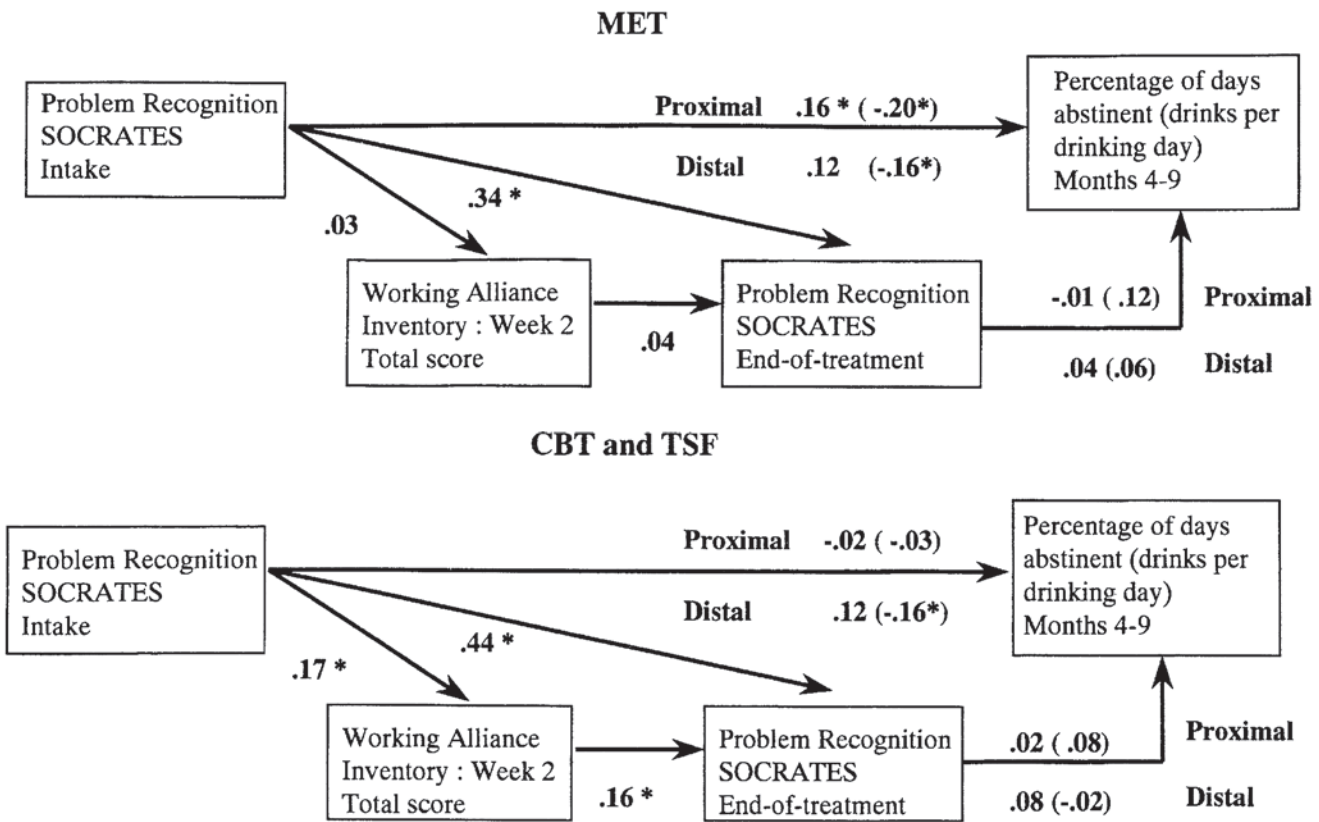 MET
Problem Recognition
SOCRATES
Intake
Proximal .16 * ( -.20*)
Distal .12 (-.16*)
Percentage of days
abstinent (drinks per
drinking day)
Months 4-9
.03
.34 *
Working Alliance
Inventory : Week 2
Total score
.04
Problem Recognition
SOCRATES
End-of-treatment
-.01 ( .12) Proximal
.04 (.06) Distal
CBT and TSF
Problem Recognition
SOCRATES
Intake
Proximal -.02 ( -.03)
Distal .12 (-.16*)
Percentage of days
abstinent (drinks per
drinking day)
Months 4-9
.17 *
.44 *
Working Alliance
Inventory : Week 2
Total score
.16 *
Problem Recognition
SOCRATES
End-of-treatment
.02 ( .08) Proximal
.08 (-.02) Distal